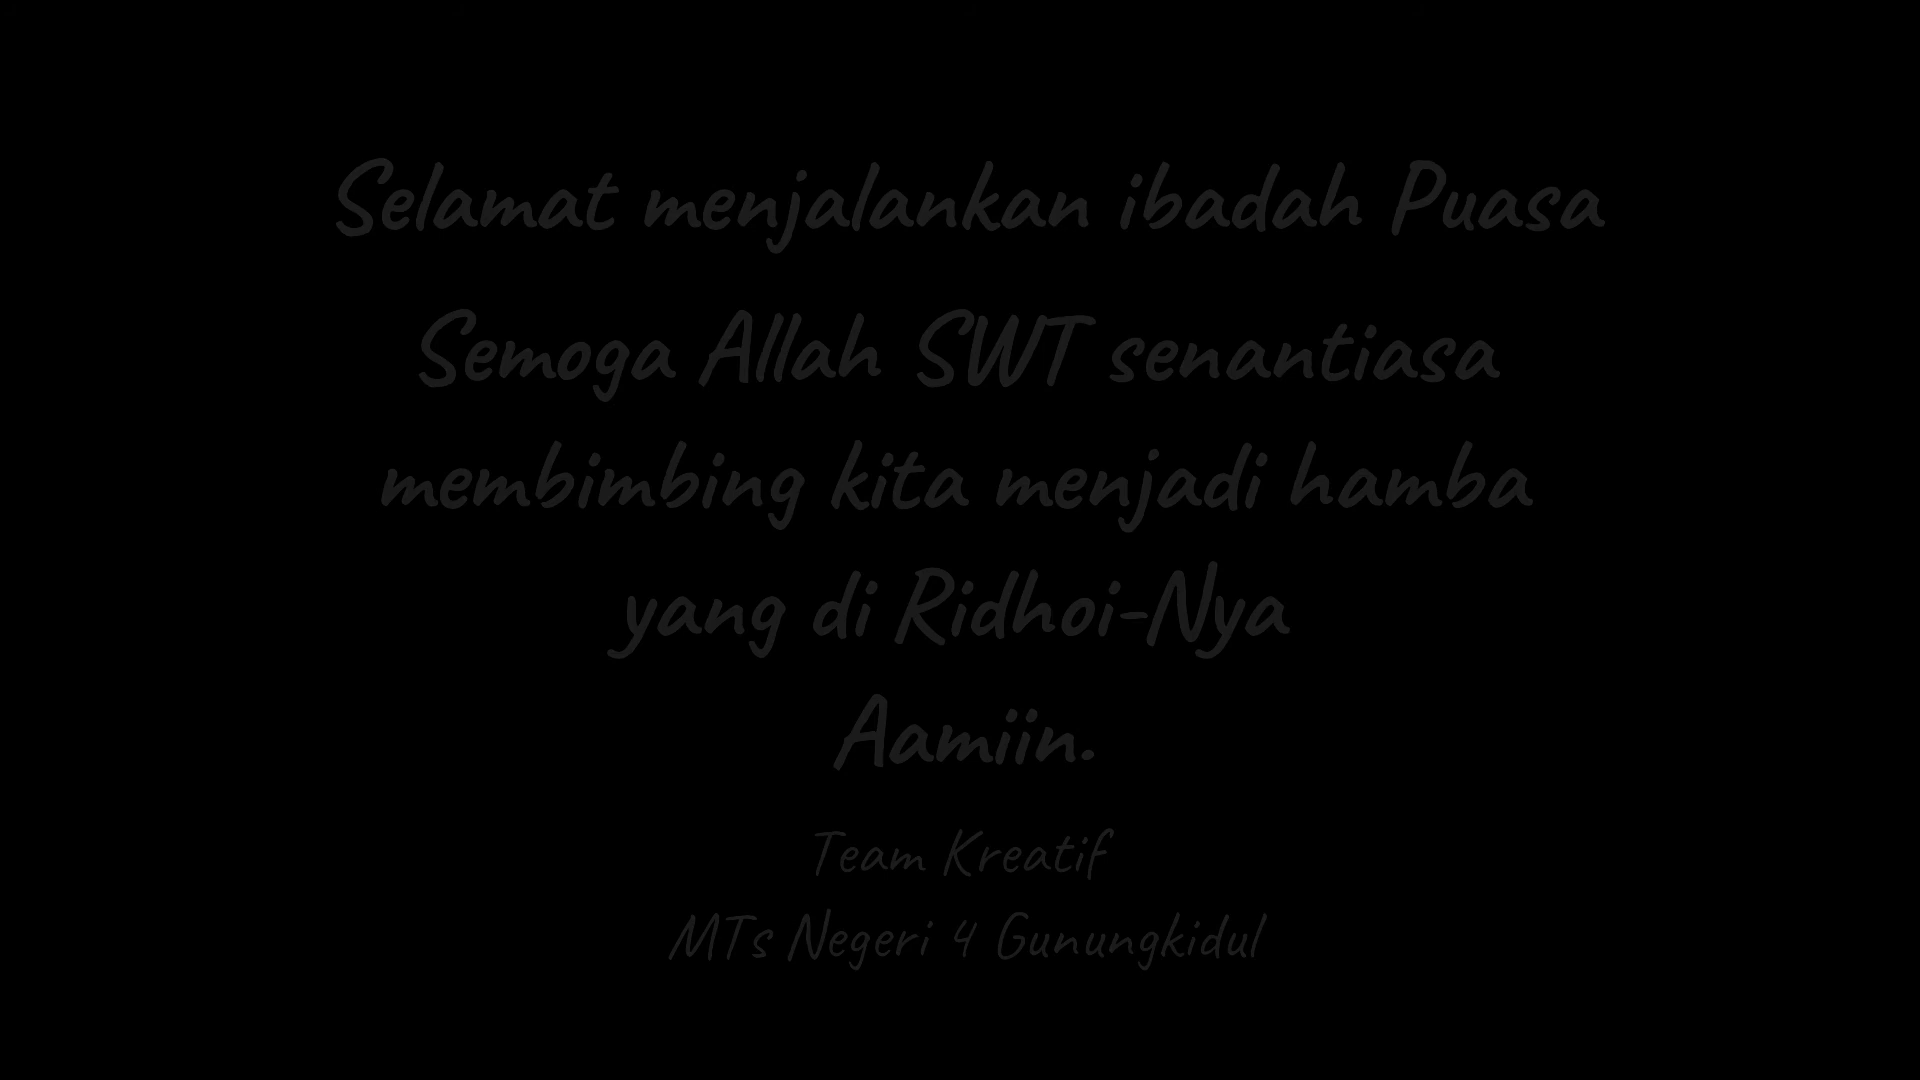 Selamat menjalankan ibadah Puasa
Semoga Allah SWT senantiasa
membimbing kita menjadi hamba
yang di Ridhoi-Nya
Aamiin.
Team Kreatif
MTs Negeri 4 Gunungkidul